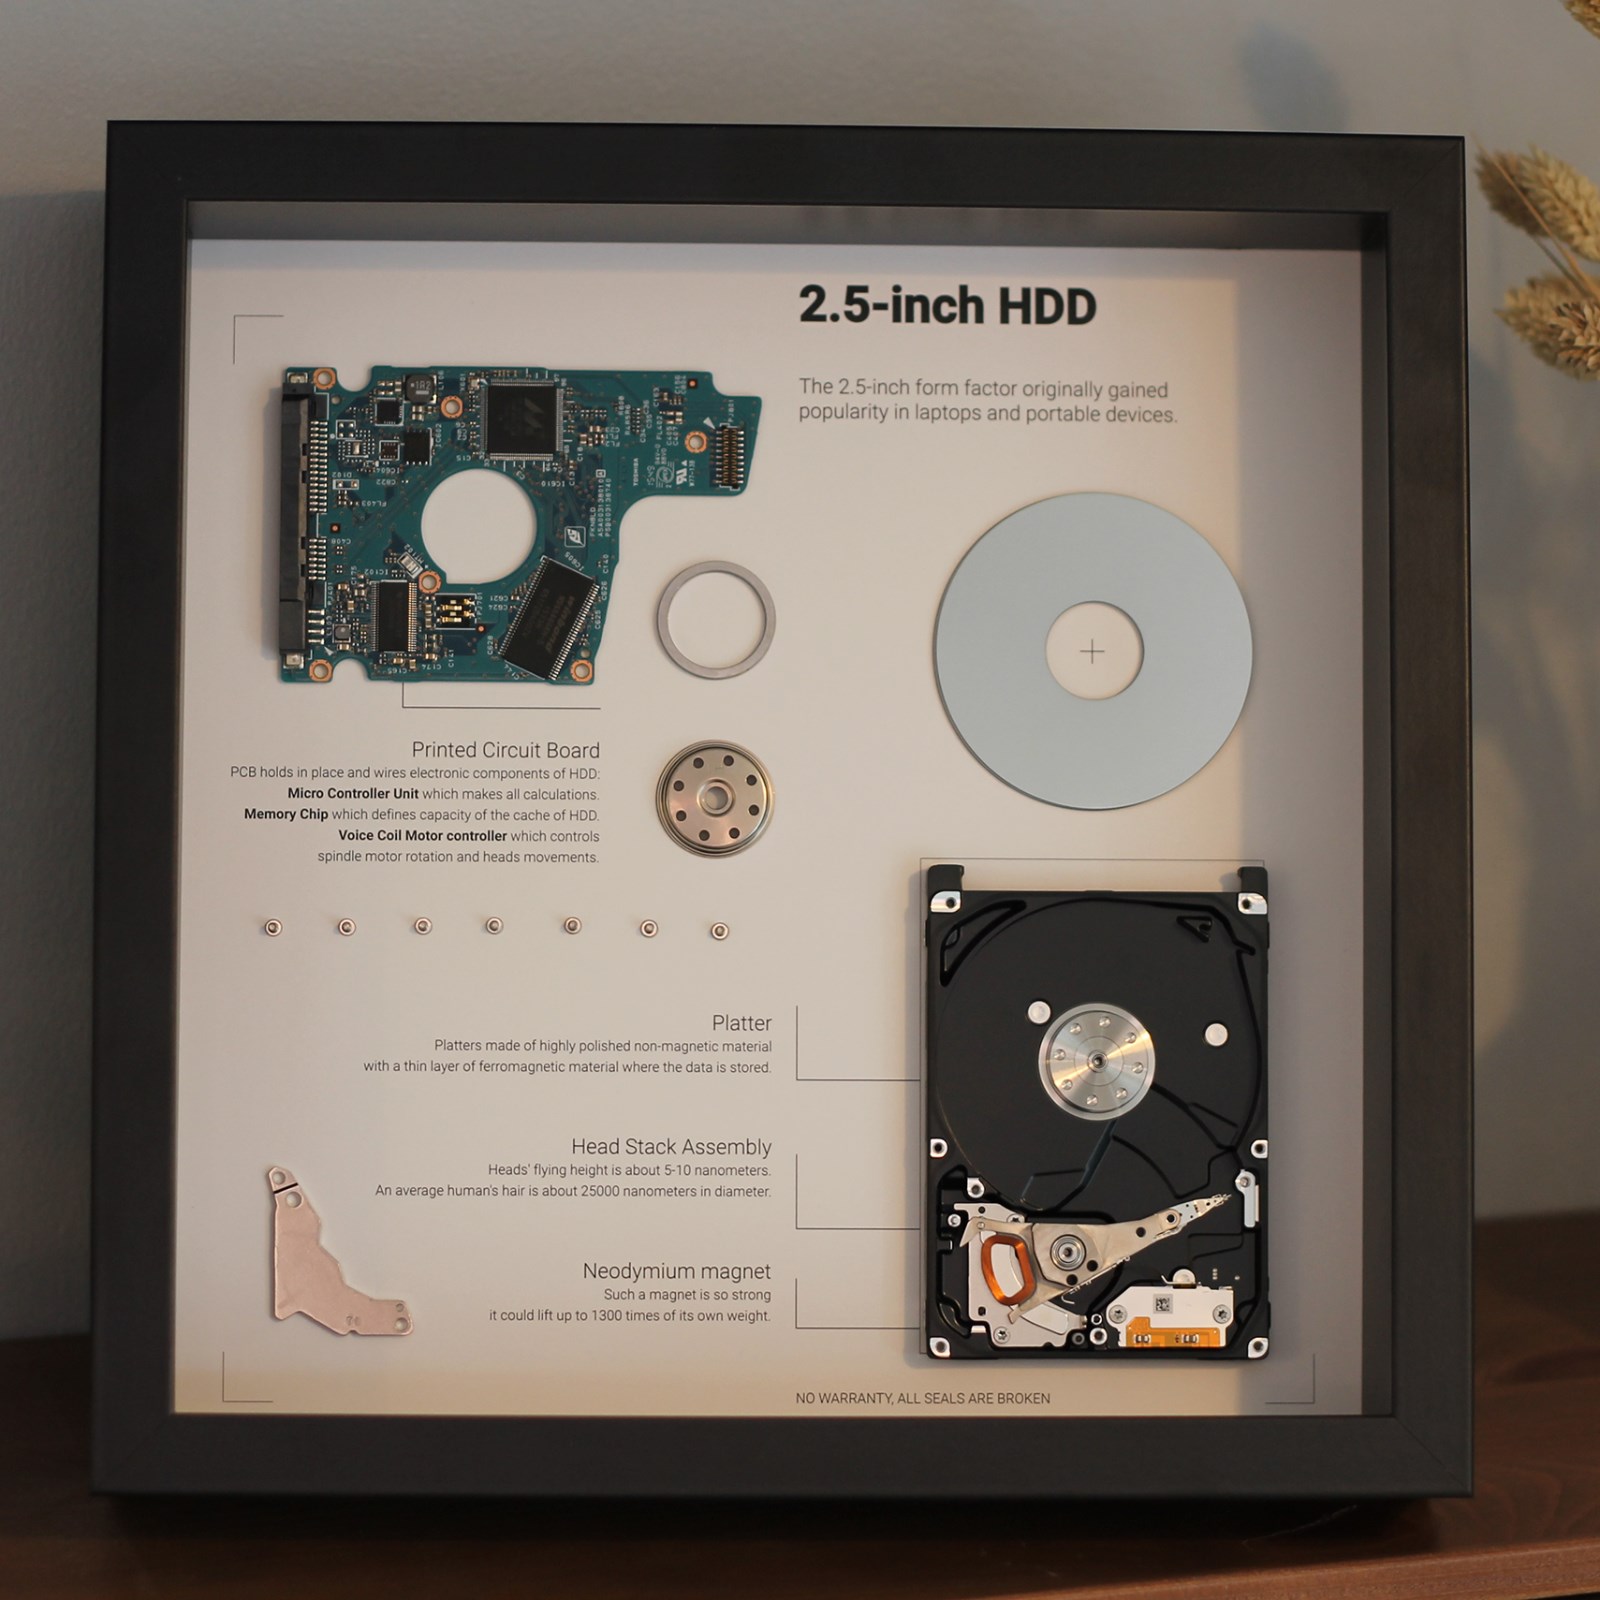 2.5-inch HDD
The 2.5-inch form factor originally gained
popularity in laptops and portable devices.
1R2
TOSHIBA
Printed Circuit Board
PCB holds in place and wires electronic components of HDD:
Micro Controller Unit which makes all calculations.
Memory Chip which defines capacity of the cache of HDD.
Voice Coil Motor controller which controls
spindle motor rotation and heads movements.
Platter
Platters made of highly polished non-magnetic material
with a thin layer of ferromagnetic material where the data is stored.
Head Stack Assembly
Heads' flying height is about 5-10 nanometers.
An average human's hair is about 25000 nanometers in diameter.
Neodymium magnet
Such a magnet is so strong
it could lift up to 1300 times of its own weight.
NO WARRANTY, ALL SEALS ARE BROKEN